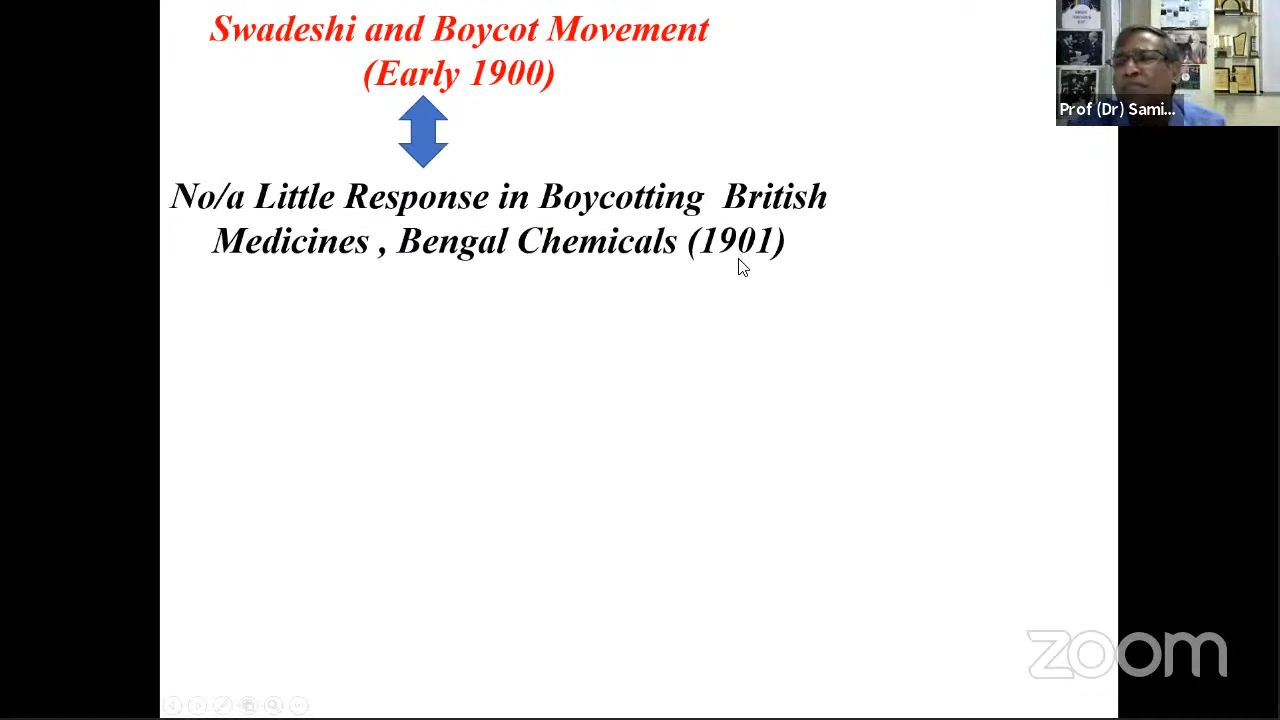 Swadeshi and Boycot Movement
(Early 1900)
No/a Little Response in Boycotting British
Medicines , Bengal Chemicals (1901)
Prof (Dr) Sami...
zoom